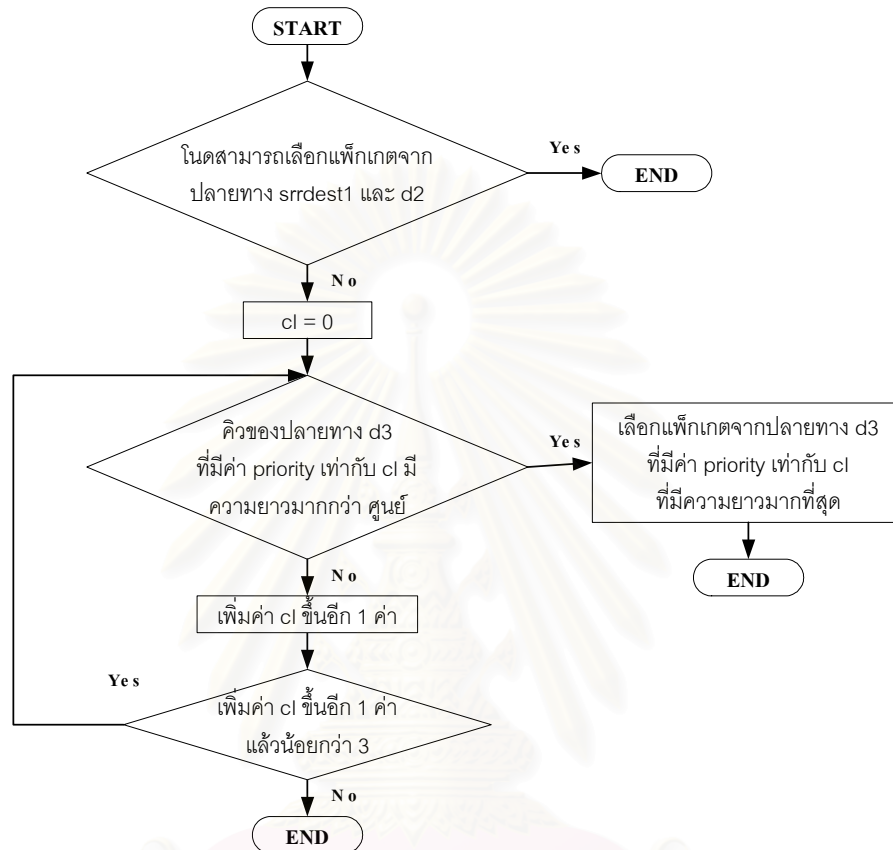 START
โนดสามารถเลือกแพ็กเกตจาก
ปลายทาง srrdest1 และ d2
Yes
END
No
cl = 0
คิวของปลายทาง d3
ที่มีค่า priority เท่ากับ cl มี
ความยาวมากกว่า ศูนย์
Yes
เลือกแพ็กเกตจากปลายทาง d3
ที่มีค่า priority เท่ากับ cl
ที่มีความยาวมากที่สุด
END
No
เพิ่มค่า cl ขึ้นอีก 1 ค่า
Yes
เพิ่มค่า cl ขึ้นอีก 1 ค่า
แล้วน้อยกว่า 3
No
END